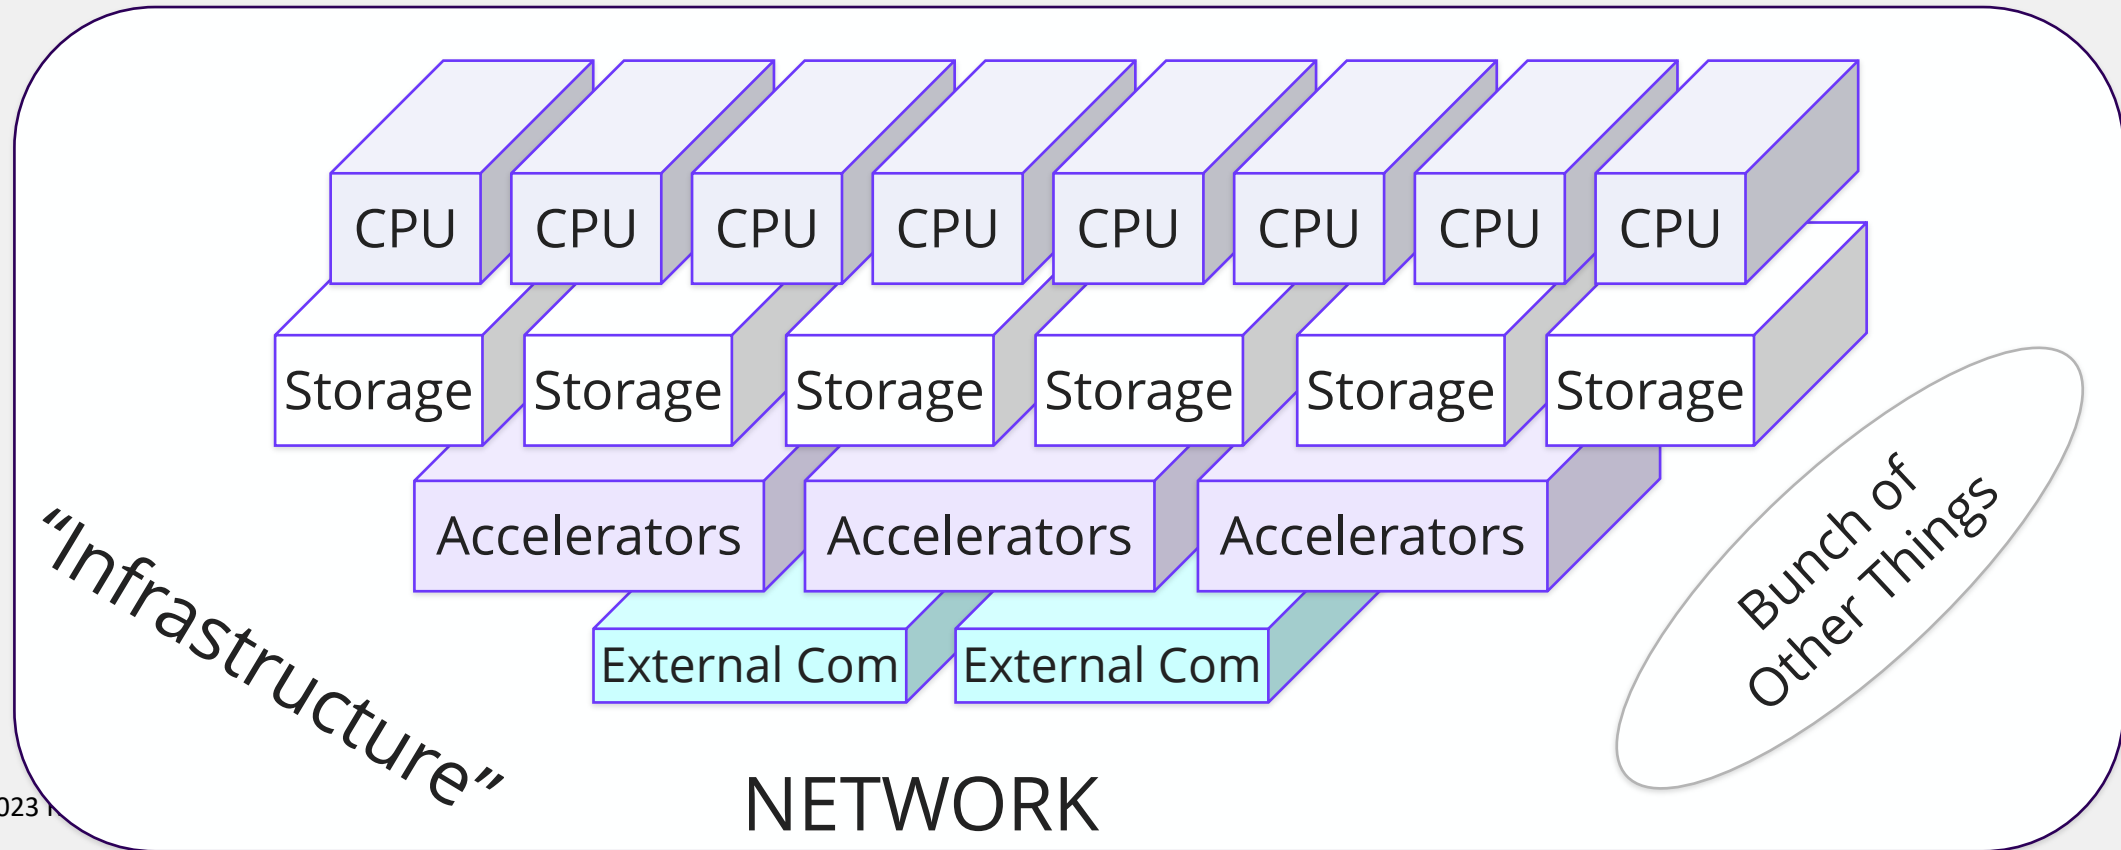 CPU CPU CPU CPU CPU CPU CPU CPU
Storage Storage Storage Storage Storage Storage
Accelerators Accelerators Accelerators
External Com External Com
“Infrastructure”
Bunch of
Other Things
NETWORK
023